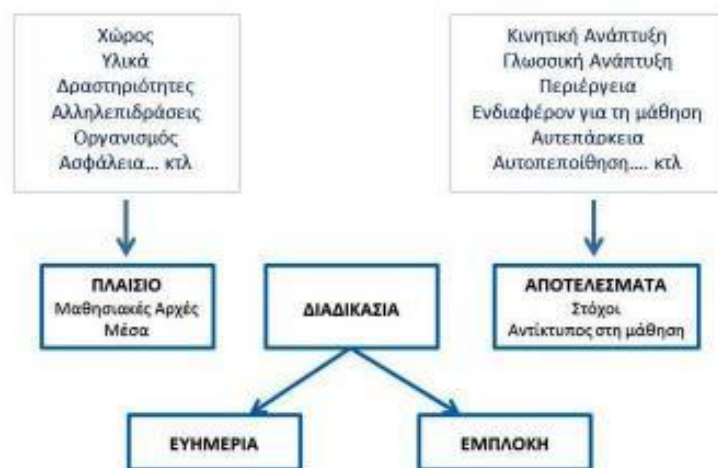 Χώρος
Υλικά
Δραστηριότητες
Αλληλεπιδράσεις
Οργανισμός
Ασφάλεια... κτλ
Κινητική Ανάπτυξη
Γλωσσική Ανάπτυξη
Περιέργεια
Ενδιαφέρον για τη μάθηση
Αυτεπάρκεια
Αυτοπεποίθηση.... κτλ
ΠΛΑΙΣΙΟ
Μαθησιακές Αρχές
Μέσα
ΔΙΑΔΙΚΑΣΙΑ
ΑΠΟΤΕΛΕΣΜΑΤΑ
Στόχοι
Αντίκτυπος στη μάθηση
ΕΥΗΜΕΡΙΑ
ΕΜΠΛΟΚΗ